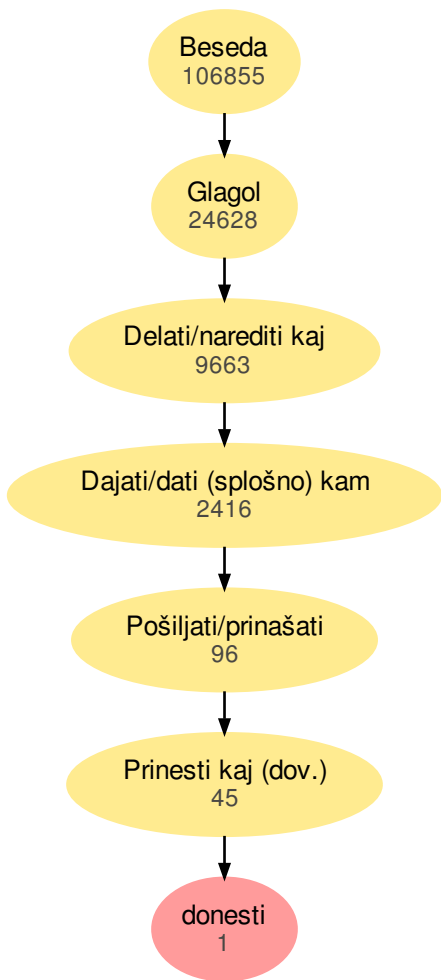 Beseda
106855
Glagol
24628
Delati/narediti kaj
9663
Dajati/dati (splošno) kam
2416
Pošiljati/prinašati
96
Prinesti kaj (dov.)
45
donesti
1